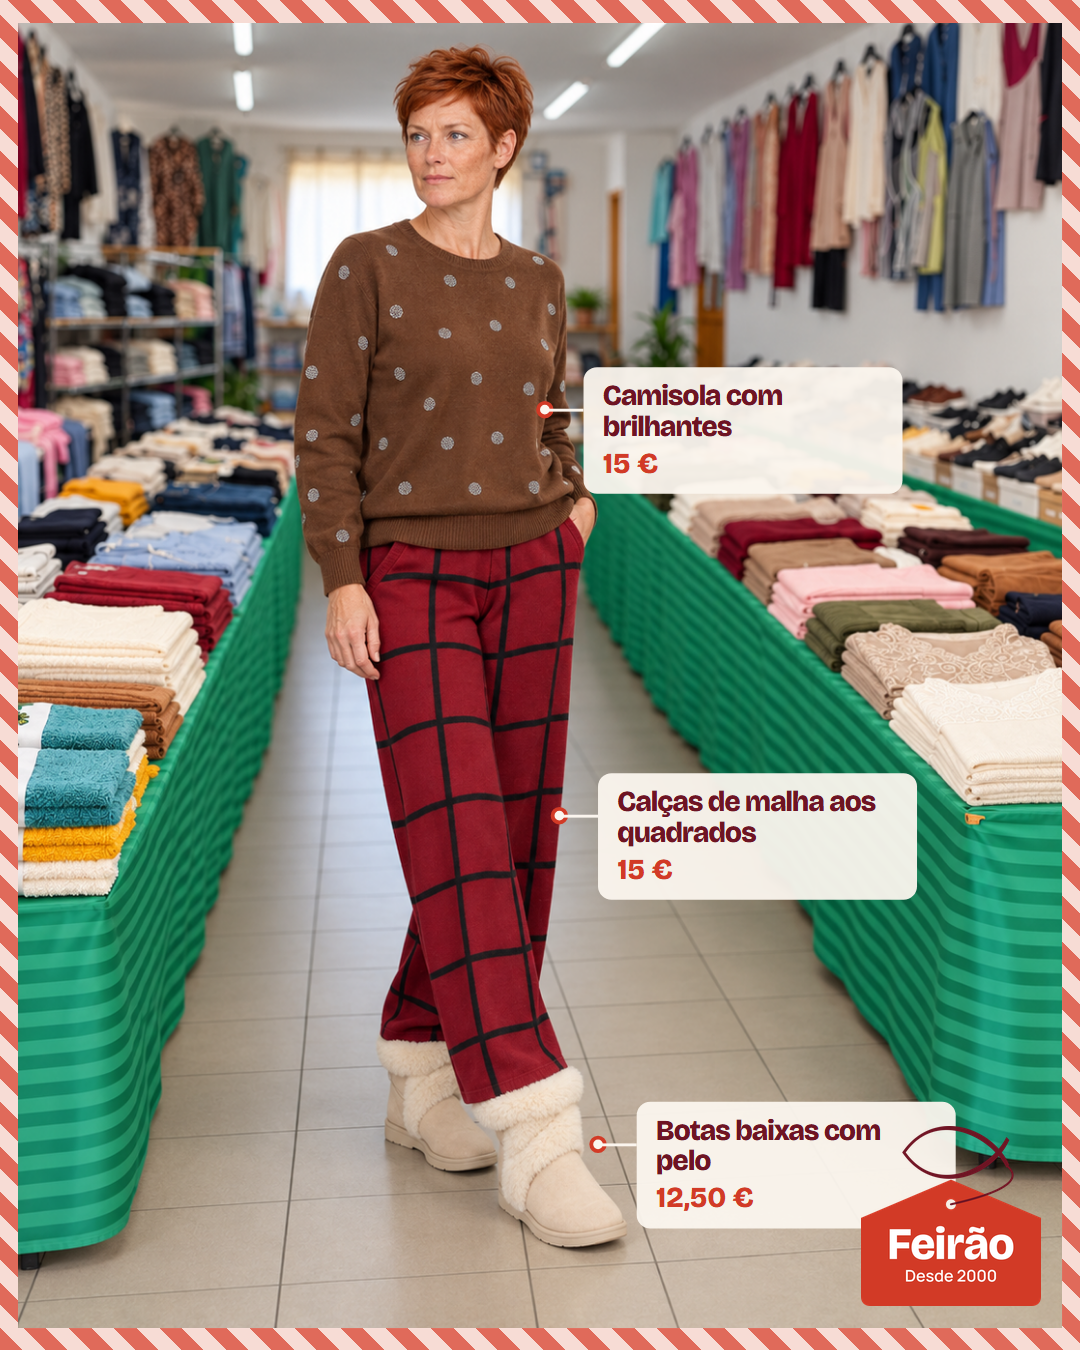 Camisola com
brilhantes
15 €
Calças de malha aos
quadrados
15 €
Botas baixas com
pelo
12,50 €
Feirão
Desde 2000